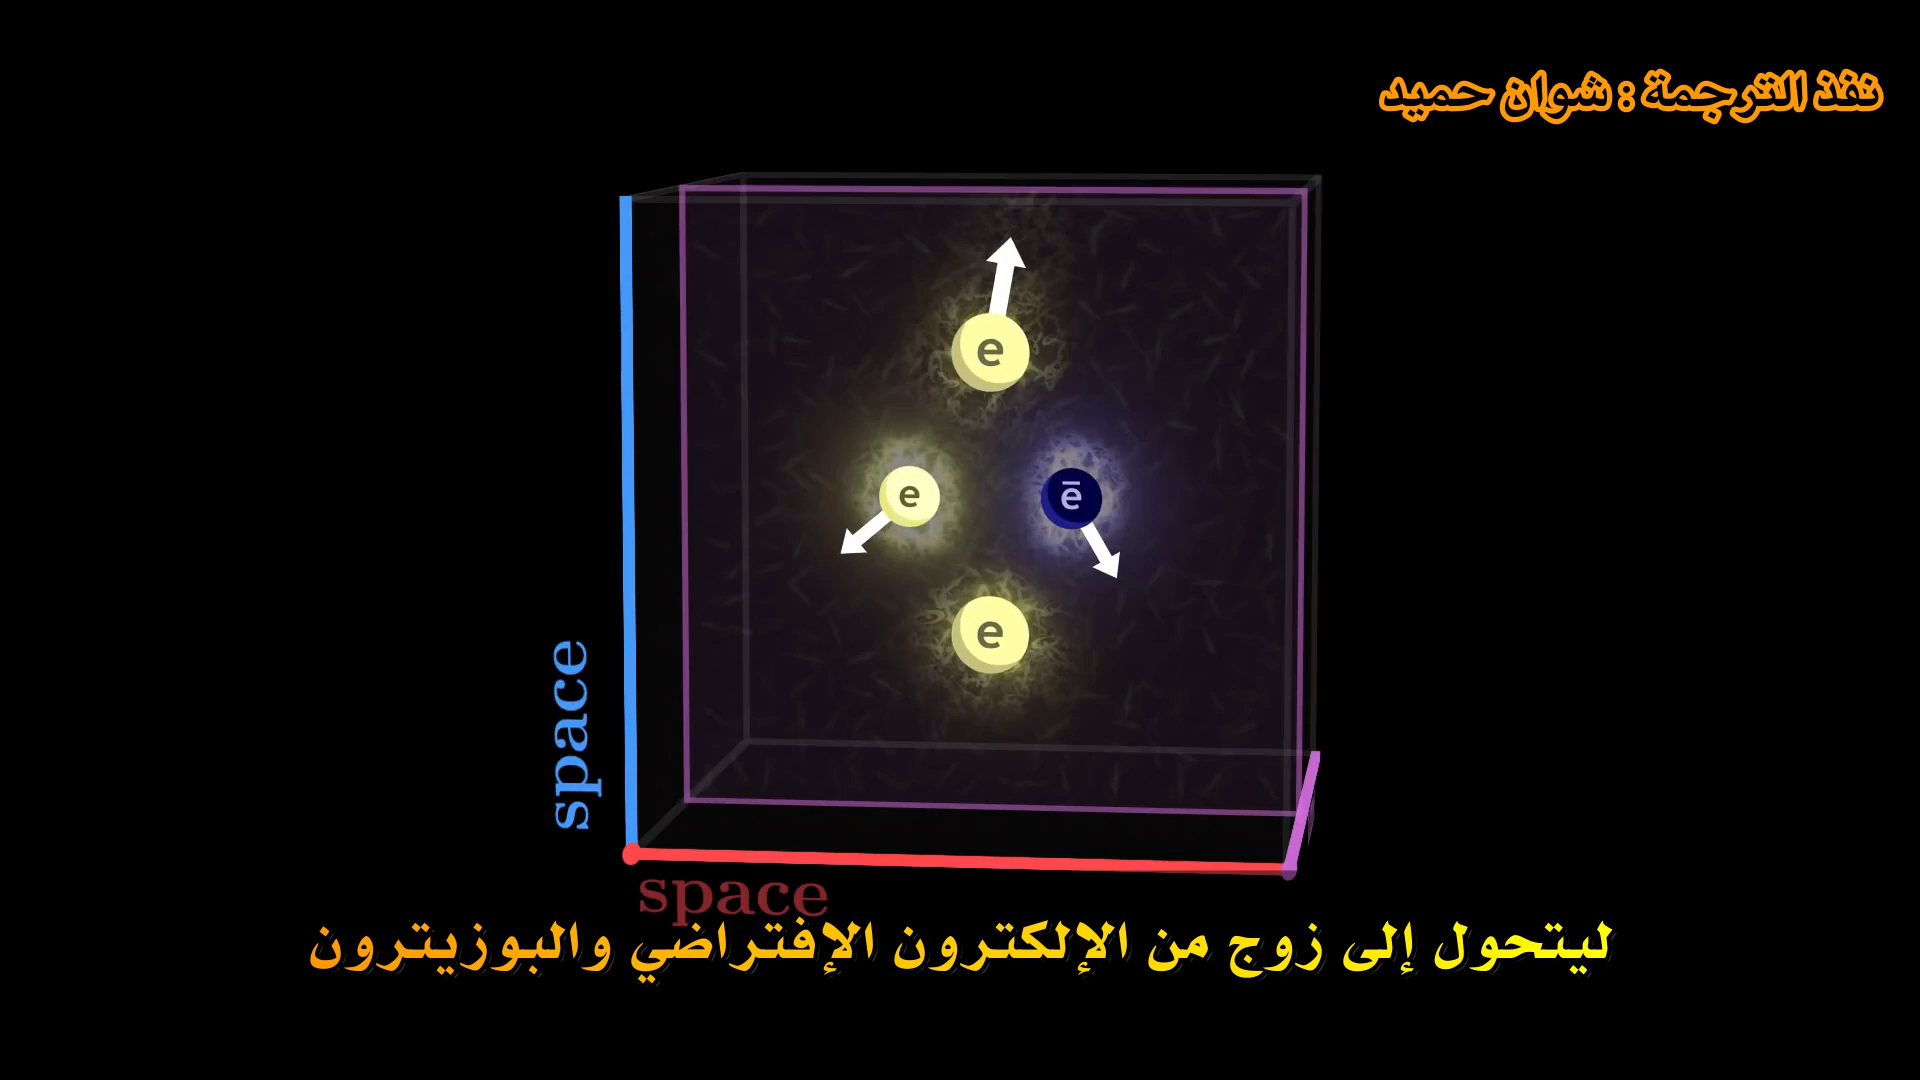 نفذ الترجمة : شوان حميد
e
e
ē
e
space
space
ليتحول إلى زوج من الإلكترون الإفتراضي والبوزيترون